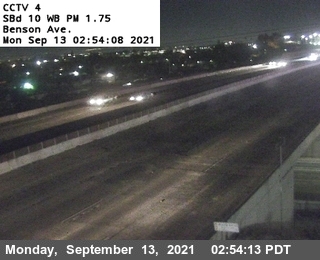 CCTV 4
SBd 10 WB PM 1.75
Benson Ave.
Mon Sep 13 02:54:08 2021
Monday, September 13, 2021 02:54:13 PDT